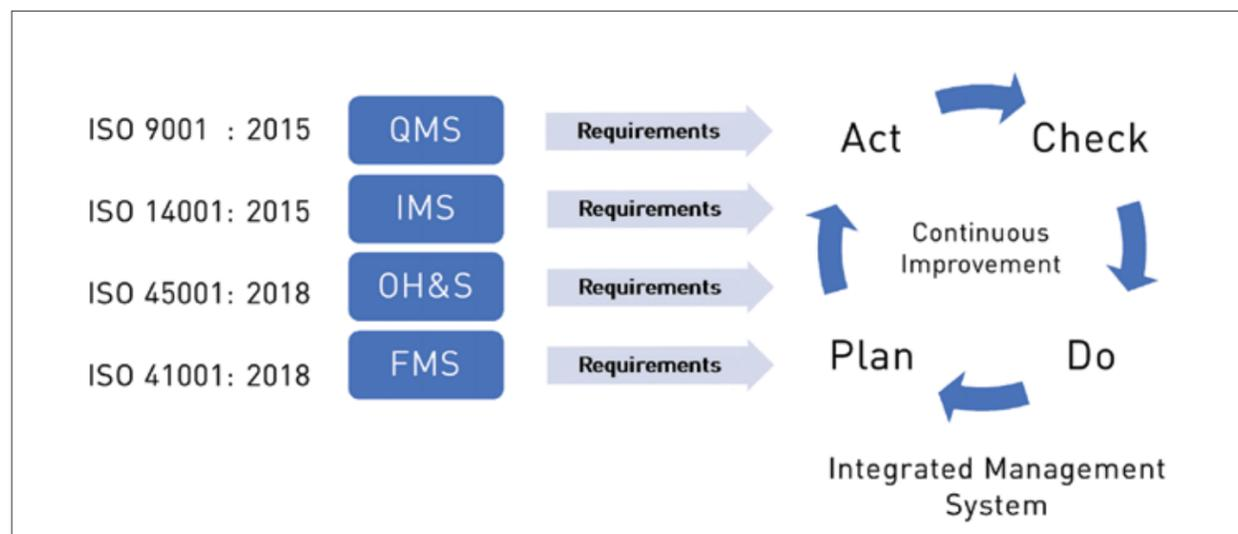 ISO 9001 : 2015
QMS
Requirements
ISO 14001: 2015
IMS
Requirements
ISO 45001: 2018
OH&S
Requirements
ISO 41001: 2018
FMS
Requirements
Act
Check
Continuous
Improvement
Plan
Do
Integrated Management
System